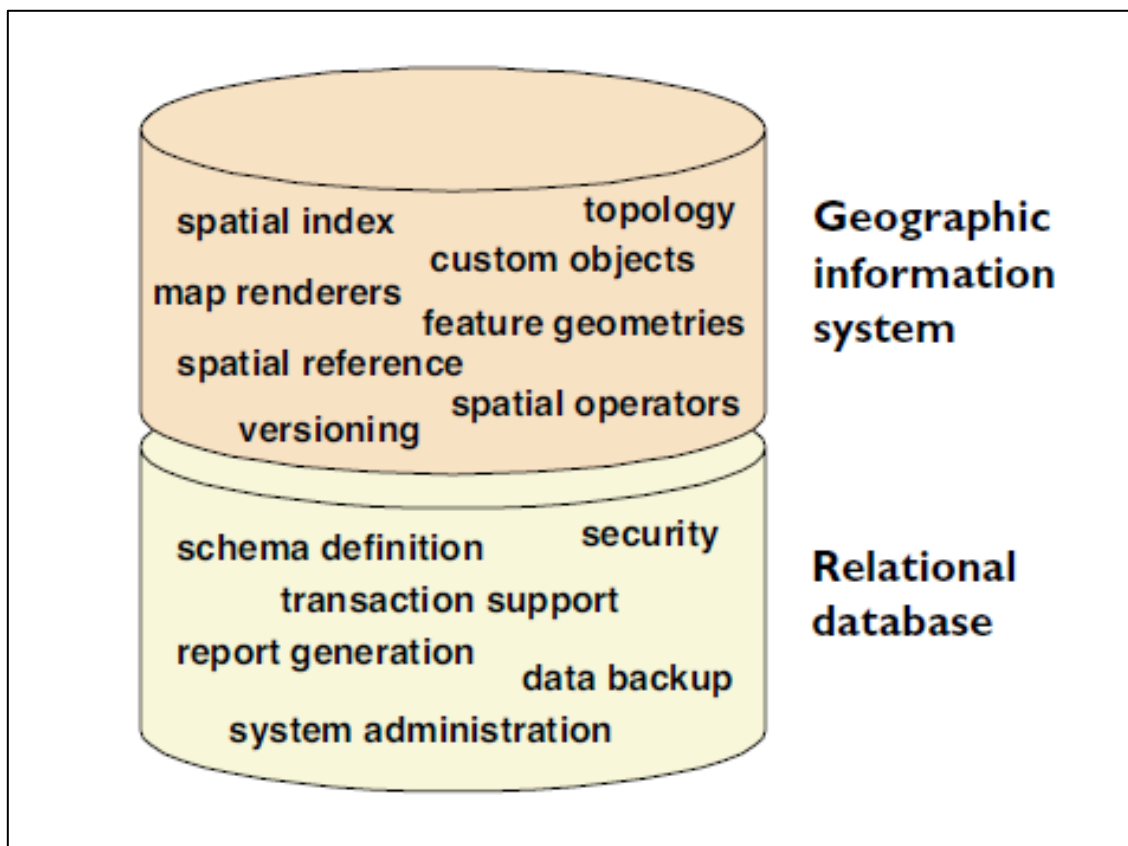 spatial index
topology
custom objects
map renderers
feature geometries
spatial reference
spatial operators
versioning
Geographic
information
system
schema definition
security
transaction support
report generation
data backup
system administration
Relational
database